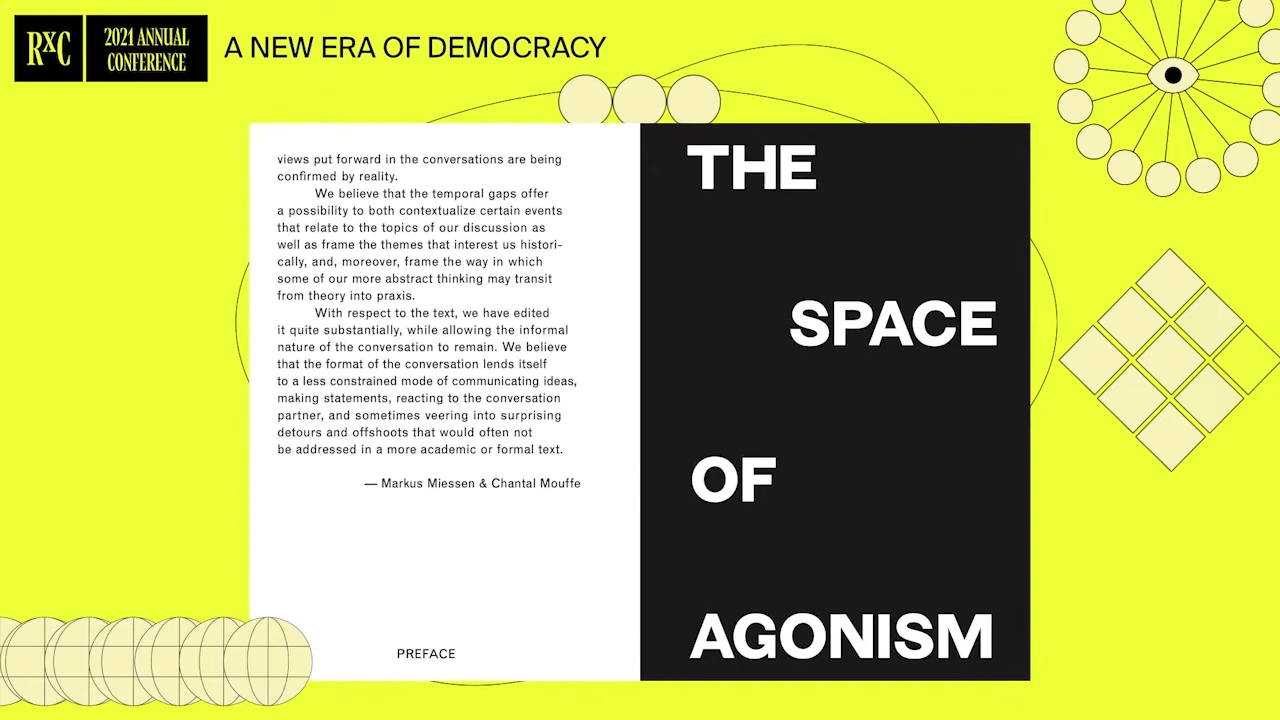 RxC
2021 ANNUAL
CONFERENCE
A NEW ERA OF DEMOCRACY
views put forward in the conversations are being
confirmed by reality.
We believe that the temporal gaps offer
a possibility to both contextualize certain events
that relate to the topics of our discussion as
well as frame the themes that interest us histori-
cally, and, moreover, frame the way in which
some of our more abstract thinking may transit
from theory into praxis.
With respect to the text, we have edited
it quite substantially, while allowing the informal
nature of the conversation to remain. We believe
that the format of the conversation lends itself
to a less constrained mode of communicating ideas,
making statements, reacting to the conversation
partner, and sometimes veering into surprising
detours and offshoots that would often not
be addressed in a more academic or formal text.
— Markus Miessen & Chantal Mouffe
PREFACE
THE
SPACE
OF
AGONISM